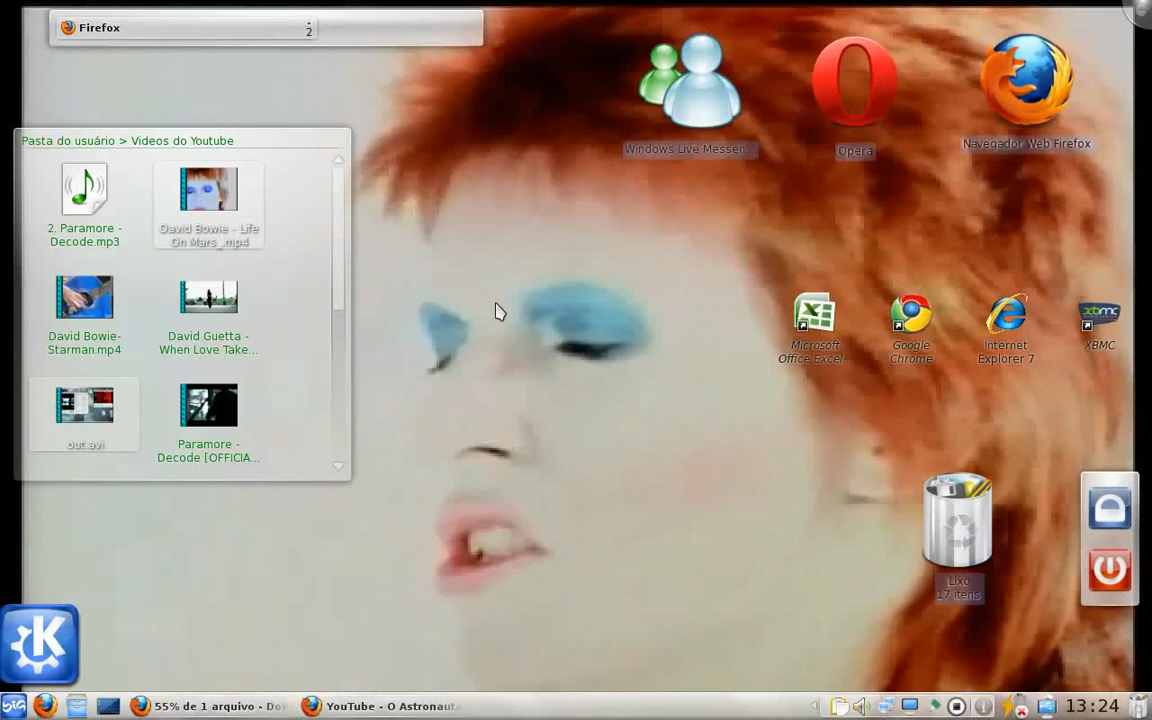 Firefox
2
Pasta do usuário > Videos do Youtube
2. Paramore -
Decode.mp3
David Bowie - Life
On Mars_.mp4
David Bowie-
Starman.mp4
David Guetta -
When Love Take...
out.avi
Paramore -
Decode [OFFICIA...
Windows Live Messen...
Opera
Navegador Web Firefox
Microsoft
Office Excel
Google
Chrome
Internet
Explorer 7
xbmc
XBMC
Lixo
17 itens
K
BIG
55% de 1 arquivo - Do
YouTube - O Astronauta
13:24